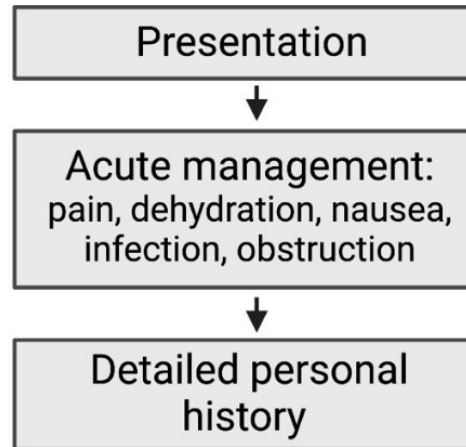 Presentation
Acute management:
pain, dehydration, nausea,
infection, obstruction
Detailed personal
history